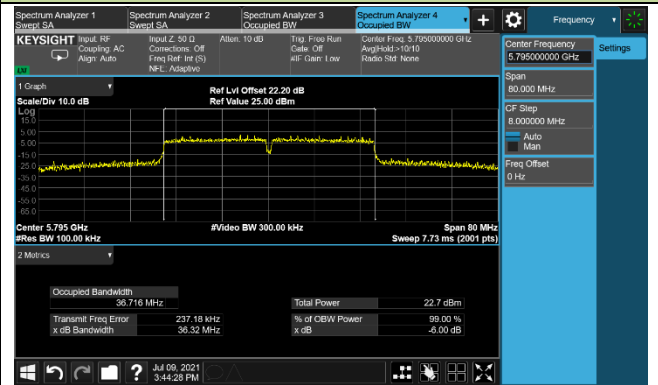 Spectrum Analyzer 1
Swept SA
Spectrum Analyzer 2
Swept SA
Spectrum Analyzer 3
Occupied BW
Spectrum Analyzer 4
Occupied BW
Frequency
KEYSIGHT
Input: RF
Coupling: AC
Align: Auto
Input Z: 50 Ω
Corrections: Off
Freq Ref: Int (S)
NFE: Adaptive
Atten: 10 dB
Trig: Free Run
Gate: Off
#IF Gain: Low
Center Freq: 5.795000000 GHz
Avg|Hold:>10/10
Radio Std: None
Center Frequency
5.795000000 GHz
Settings
Span
80.000 MHz
CF Step
8.000000 MHz
Auto
Man
Freq Offset
0 Hz
1 Graph
Scale/Div 10.0 dB
Ref Lvl Offset 22.20 dB
Ref Value 25.00 dBm
Log
15.0
5.00
-5.00
-15.0
-25.0
-35.0
-45.0
-55.0
-65.0
Center 5.795 GHz
#Video BW 300.00 kHz
Span 80 MHz
#Res BW 100.00 kHz
Sweep 7.73 ms (2001 pts)
2 Metrics
Occupied Bandwidth
36.716 MHz
Total Power 22.7 dBm
Transmit Freq Error 237.18 kHz
% of OBW Power 99.00 %
x dB Bandwidth 36.32 MHz
x dB -6.00 dB
Jul 09, 2021
3:44:28 PM